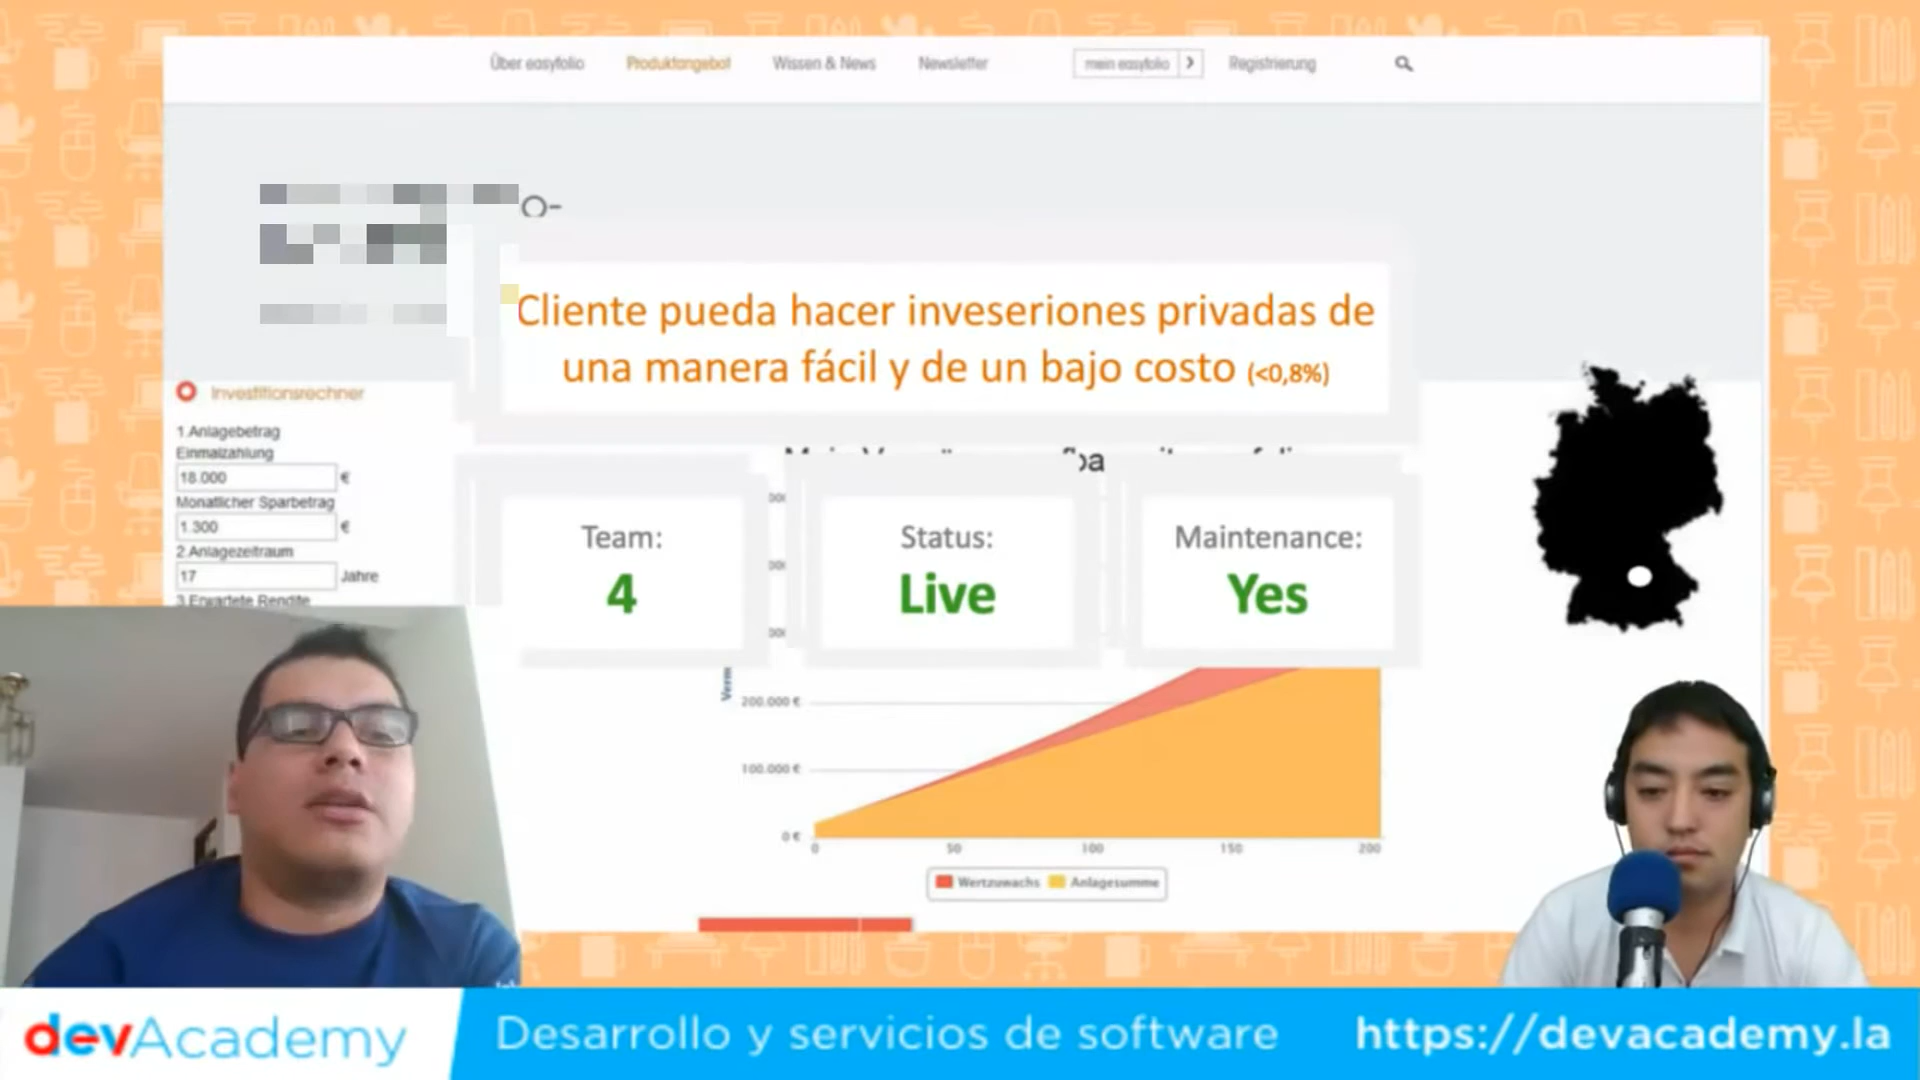 Über easyfolio
Produktangebot
Wissen & News
Newsletter
mein easyfolio
Registrierung
Cliente pueda hacer inveseriones privadas de
una manera fácil y de un bajo costo (<0,8%)
Investitionsrechner
1.Anlagebetrag
Einmalzahlung
18.000 €
Monatlicher Sparbetrag
1.300 €
2.Anlagezeitraum
17 Jahre
3.Erwartete Rendite
Team:
4
Status:
Live
Maintenance:
Yes
200.000 €
100.000 €
0 €
0 50 100 150 200
Wertzuwachs Anlagesumme
devAcademy
Desarrollo y servicios de software
https://devacademy.la